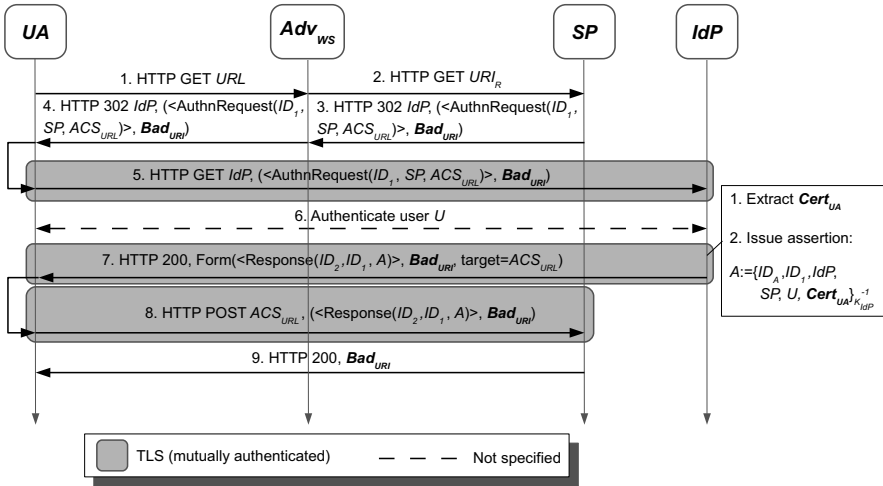 UA
Adv_WS
SP
IdP
1. HTTP GET URL
2. HTTP GET URI_R
4. HTTP 302 IdP, (<AuthnRequest(ID_1,
SP, ACS_URL)>, Bad_URI)
3. HTTP 302 IdP, (<AuthnRequest(ID_1,
SP, ACS_URL)>, Bad_URI)
5. HTTP GET IdP, (<AuthnRequest(ID_1, SP, ACS_URL)>, Bad_URI)
6. Authenticate user U
7. HTTP 200, Form(<Response(ID_2,ID_1, A)>, Bad_URI, target=ACS_URL)
1. Extract Cert_UA
2. Issue assertion:
A:={ID_A,ID_1,IdP,
SP, U, Cert_UA}_K_IdP^-1
8. HTTP POST ACS_URL, (<Response(ID_2,ID_1, A)>, Bad_URI)
9. HTTP 200, Bad_URI
TLS (mutually authenticated)
Not specified